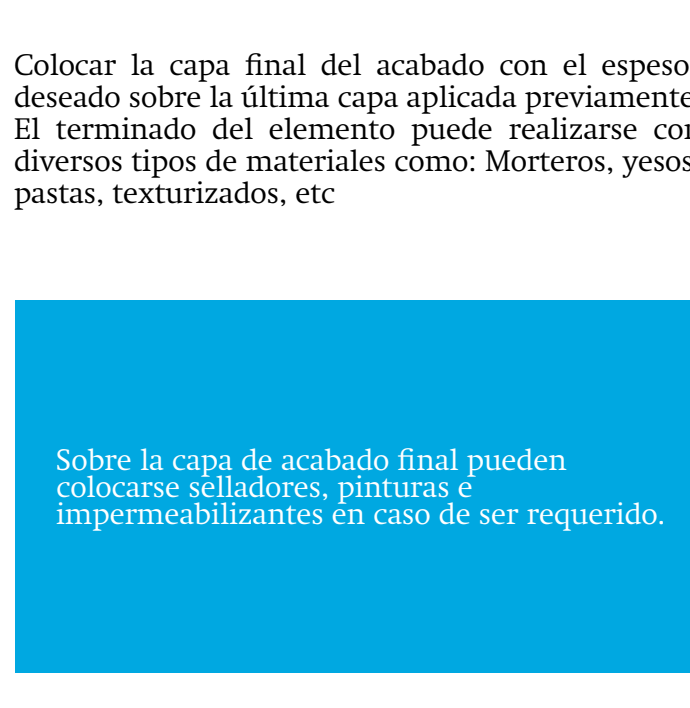 Colocar la capa final del acabado con el espeso
deseado sobre la última capa aplicada previamente
El terminado del elemento puede realizarse con
diversos tipos de materiales como: Morteros, yesos
pastas, texturizados, etc
Sobre la capa de acabado final pueden
colocarse selladores, pinturas e
impermeabilizantes en caso de ser requerido.